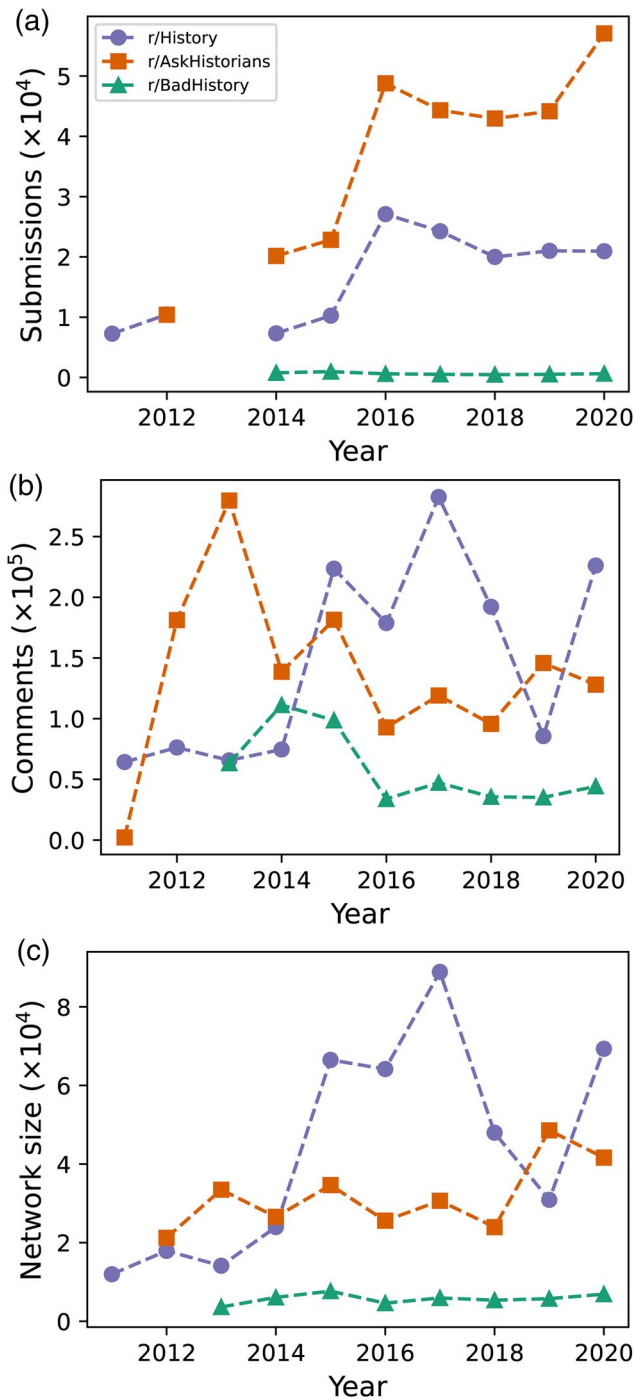 (a)
r/History
r/AskHistorians
r/BadHistory
Submissions (×10⁴)
5
4
3
2
1
0
2012 2014 2016 2018 2020
Year
(b)
Comments (×10⁵)
2.5
2.0
1.5
1.0
0.5
0.0
2012 2014 2016 2018 2020
Year
(c)
Network size (×10⁴)
8
6
4
2
0
2012 2014 2016 2018 2020
Year